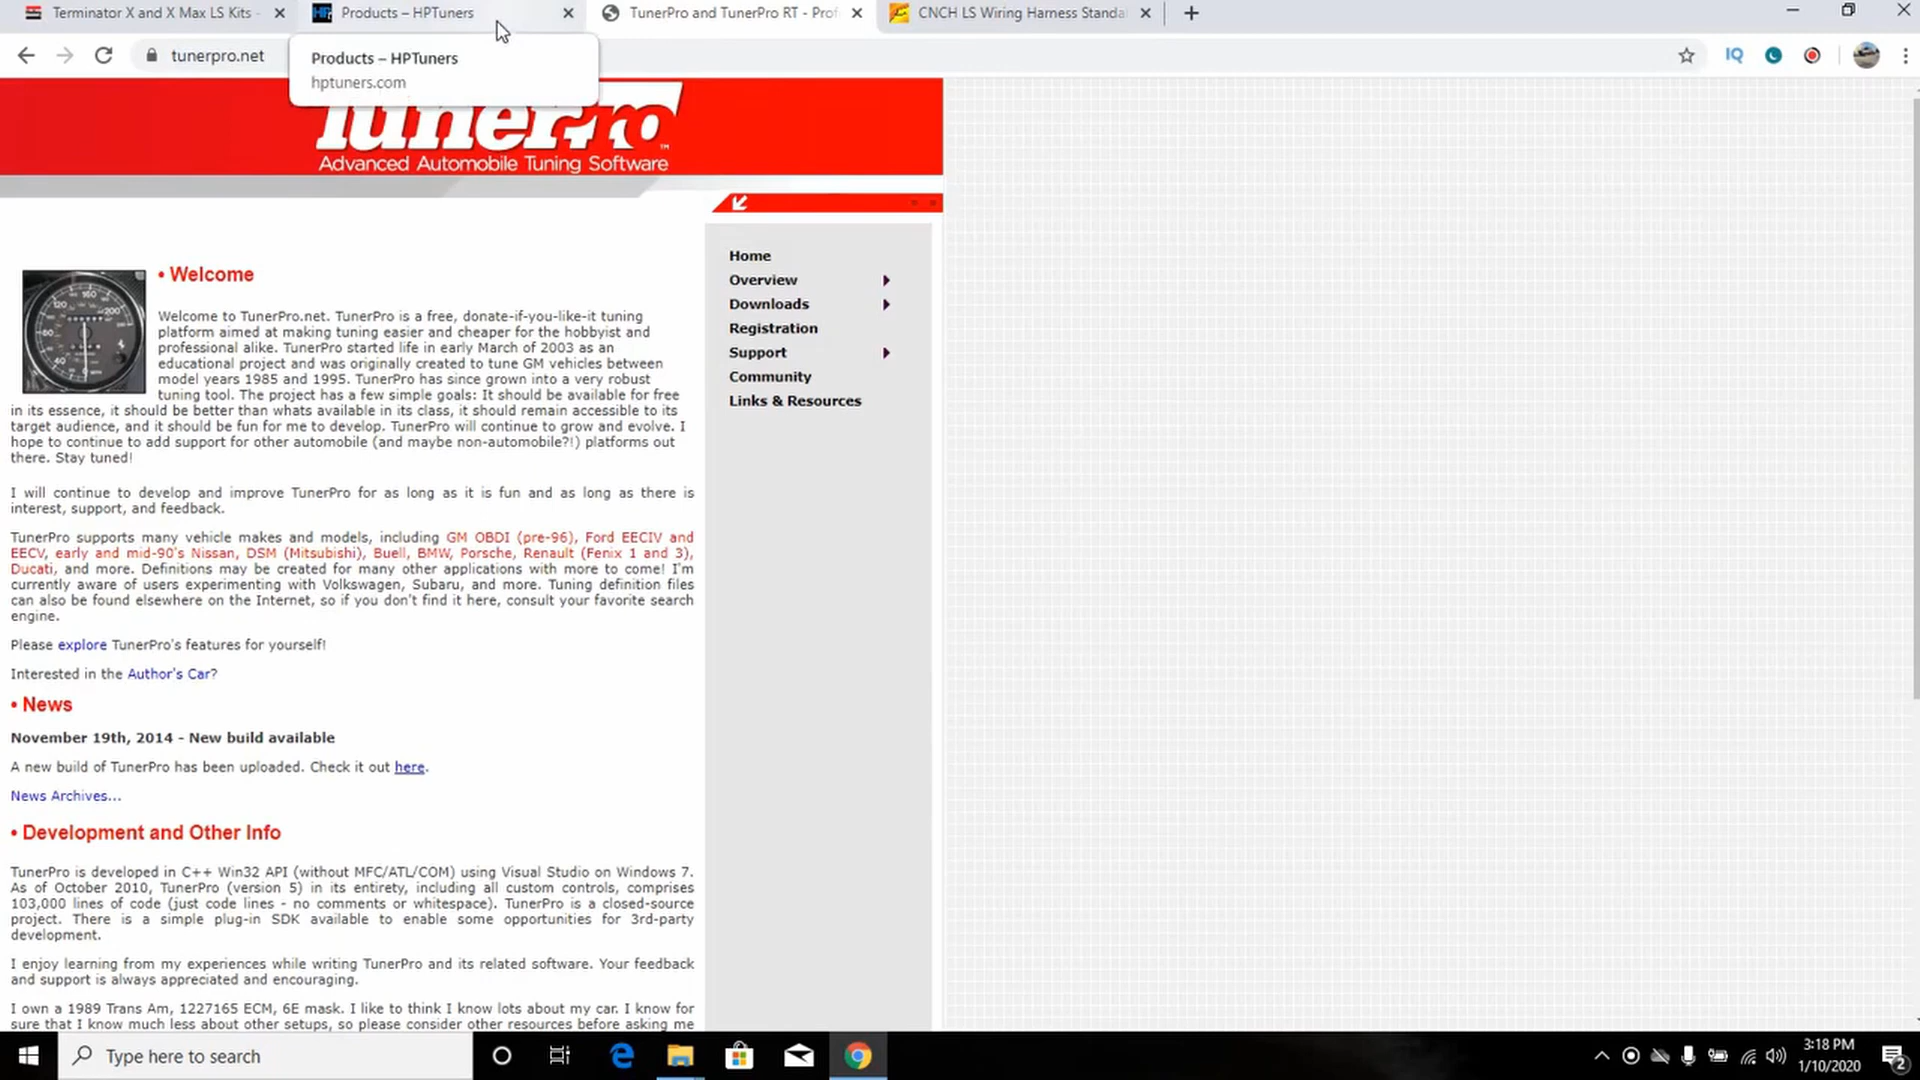 Terminator X and X Max LS Kits -
Products – HPTuners
TunerPro and TunerPro RT - Prof
CNCH LS Wiring Harness Standa
tunerpro.net
Products – HPTuners
hptuners.com
IQ
TunerPro
TM
Advanced Automobile Tuning Software
• Welcome
Welcome to TunerPro.net. TunerPro is a free, donate-if-you-like-it tuning
platform aimed at making tuning easier and cheaper for the hobbyist and
professional alike. TunerPro started life in early March of 2003 as an
educational project and was originally created to tune GM vehicles between
model years 1985 and 1995. TunerPro has since grown into a very robust
tuning tool. The project has a few simple goals: It should be available for free
in its essence, it should be better than whats available in its class, it should remain accessible to its
target audience, and it should be fun for me to develop. TunerPro will continue to grow and evolve. I
hope to continue to add support for other automobile (and maybe non-automobile?!) platforms out
there. Stay tuned!
I will continue to develop and improve TunerPro for as long as it is fun and as long as there is
interest, support, and feedback.
TunerPro supports many vehicle makes and models, including GM OBDI (pre-96), Ford EECIV and
EECV, early and mid-90's Nissan, DSM (Mitsubishi), Buell, BMW, Porsche, Renault (Fenix 1 and 3),
Ducati, and more. Definitions may be created for many other applications with more to come! I'm
currently aware of users experimenting with Volkswagen, Subaru, and more. Tuning definition files
can also be found elsewhere on the Internet, so if you don't find it here, consult your favorite search
engine.
Please explore TunerPro's features for yourself!
Interested in the Author's Car?
• News
November 19th, 2014 - New build available
A new build of TunerPro has been uploaded. Check it out here.
News Archives...
• Development and Other Info
TunerPro is developed in C++ Win32 API (without MFC/ATL/COM) using Visual Studio on Windows 7.
As of October 2010, TunerPro (version 5) in its entirety, including all custom controls, comprises
103,000 lines of code (just code lines - no comments or whitespace). TunerPro is a closed-source
project. There is a simple plug-in SDK available to enable some opportunities for 3rd-party
development.
I enjoy learning from my experiences while writing TunerPro and its related software. Your feedback
and support is always appreciated and encouraging.
I own a 1989 Trans Am, 1227165 ECM, 6E mask. I like to think I know lots about my car. I know for
sure that I know much less about other setups, so please consider other resources before asking me
Home
Overview
Downloads
Registration
Support
Community
Links & Resources
Type here to search
3:18 PM
1/10/2020
2